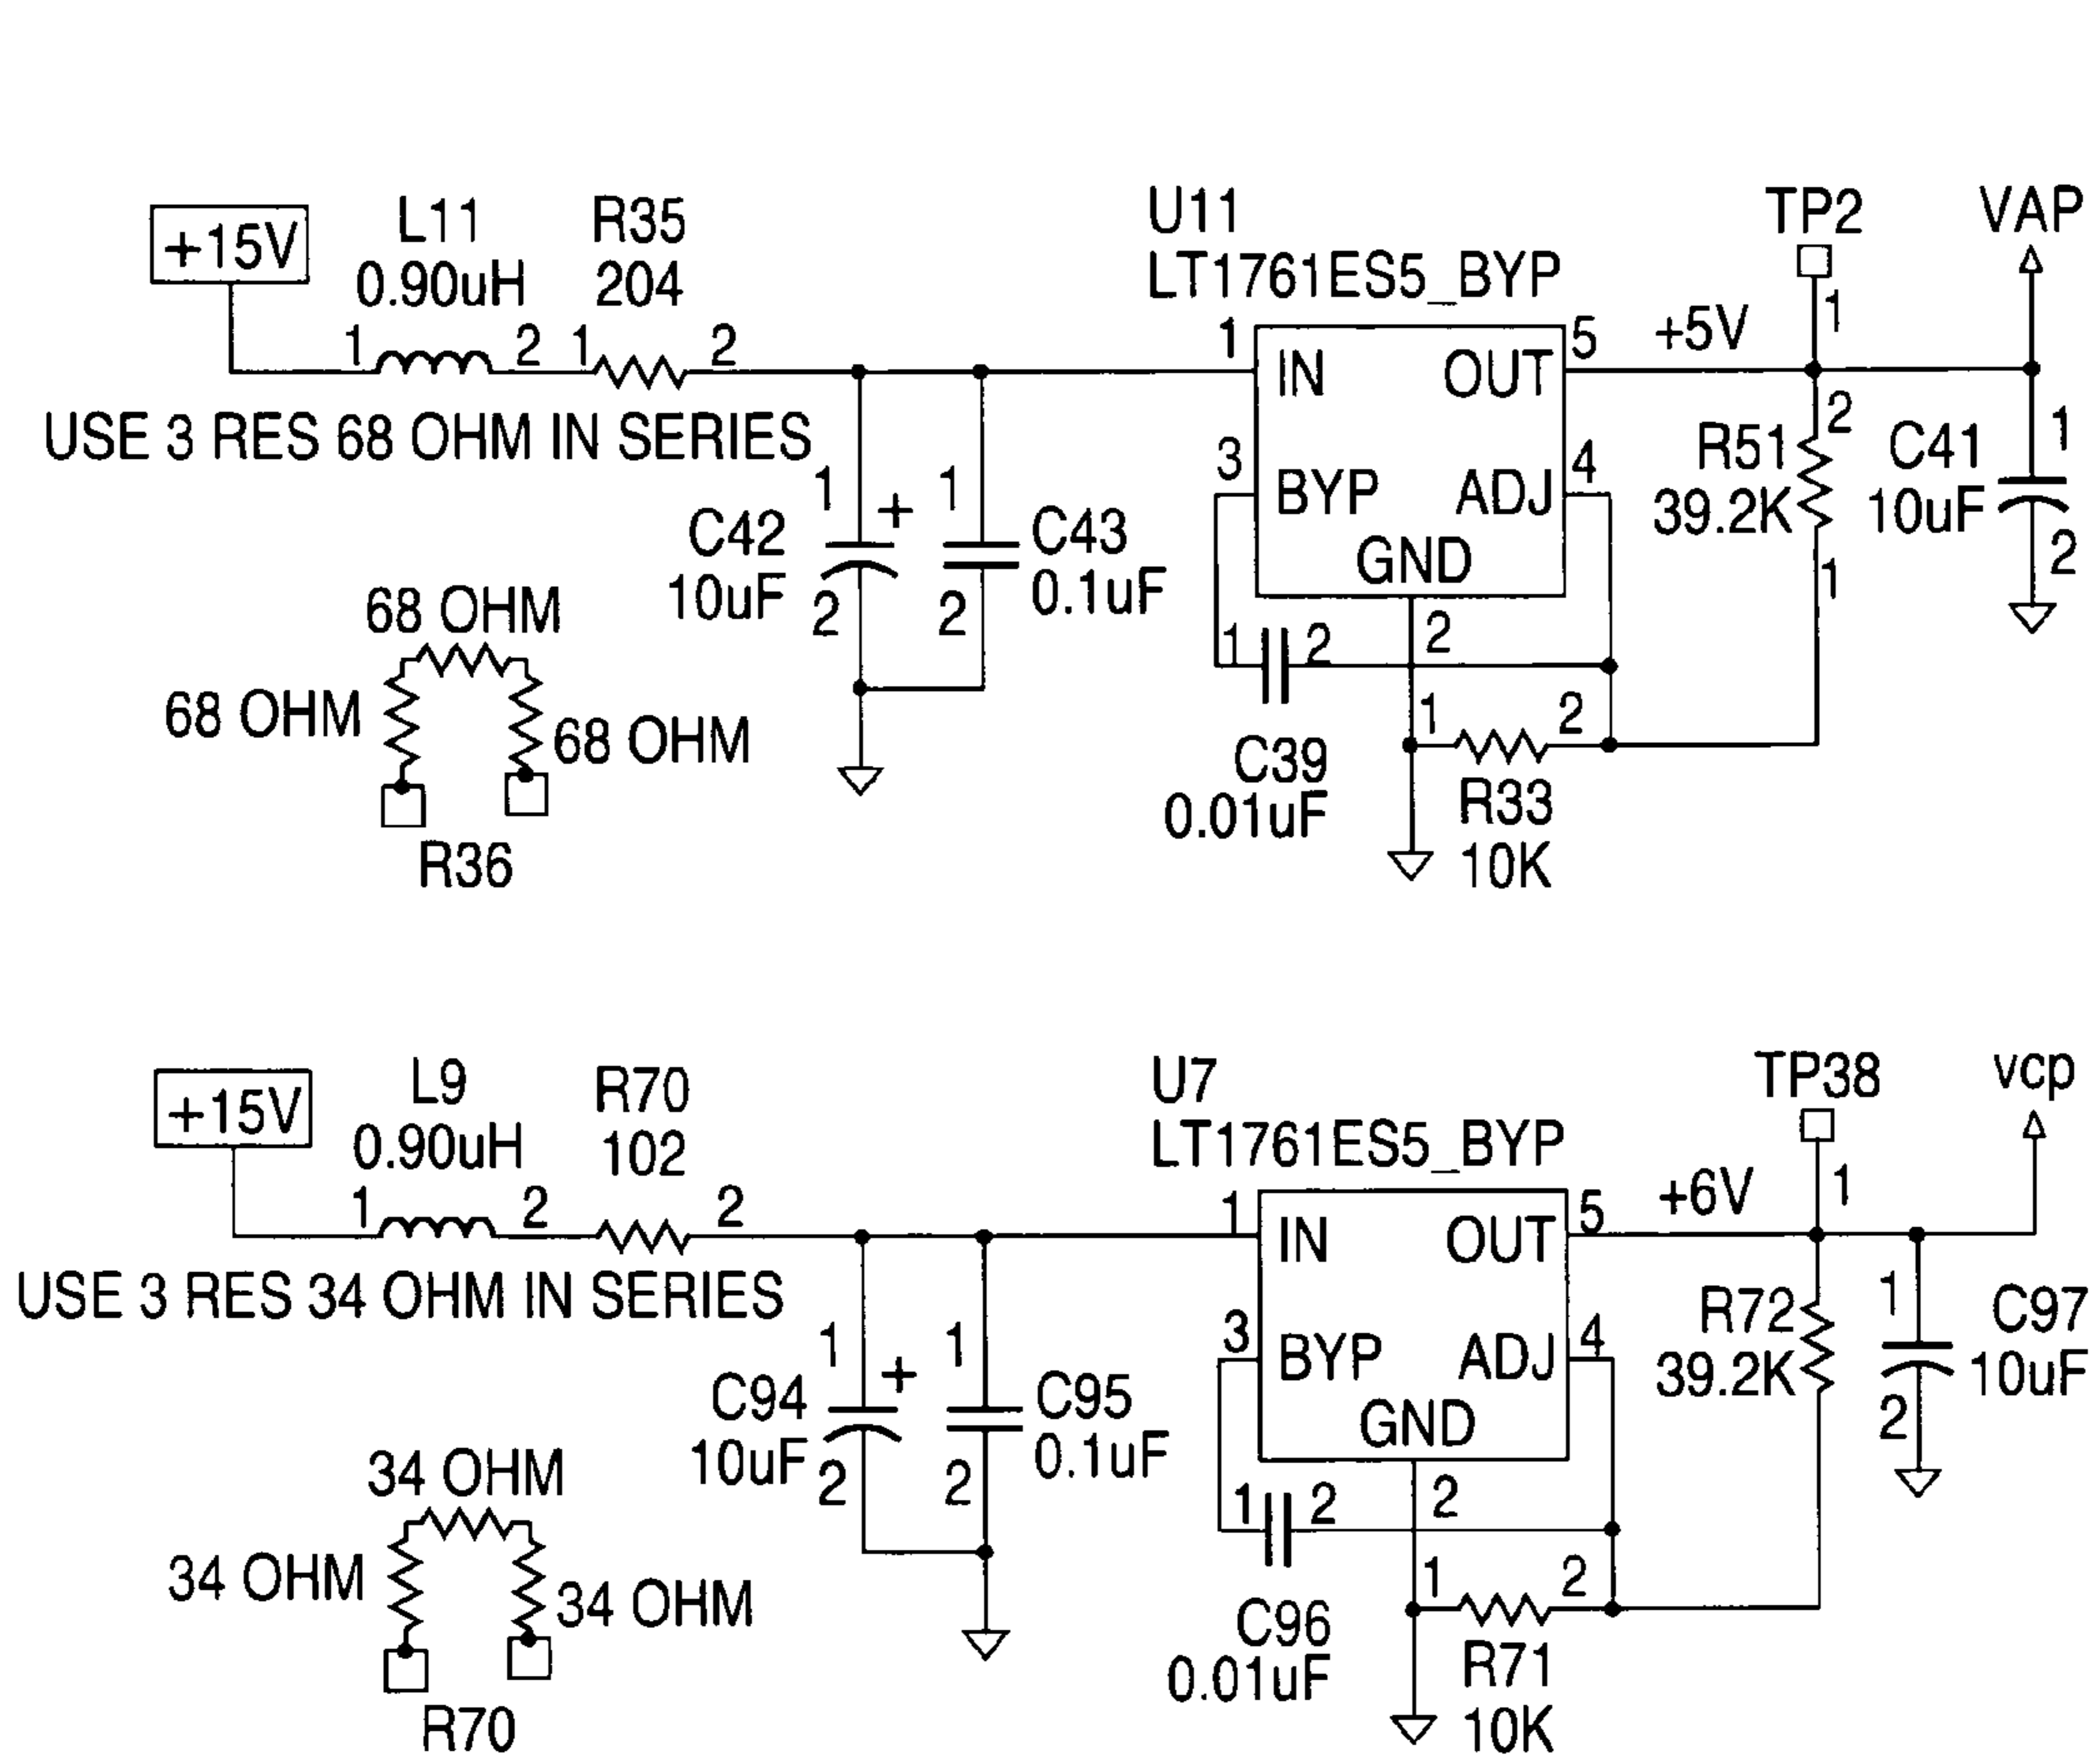 +15V
L11
0.90uH
R35
204
U11
LT1761ES5_BYP
TP2
VAP
1
2
1
2
1
IN
OUT
5
+5V
1
USE 3 RES 68 OHM IN SERIES
3
BYP
ADJ
4
GND
2
R51
39.2K
1
C41
10uF
1
2
1
+
C42
10uF
2
1
C43
0.1uF
2
68 OHM
68 OHM
68 OHM
R36
1
2
2
C39
0.01uF
1
2
R33
10K
+15V
L9
0.90uH
R70
102
U7
LT1761ES5_BYP
TP38
vcp
1
2
2
1
IN
OUT
5
+6V
1
USE 3 RES 34 OHM IN SERIES
3
BYP
ADJ
4
GND
R72
39.2K
1
C97
10uF
2
1
+
C94
10uF
2
1
C95
0.1uF
2
34 OHM
34 OHM
34 OHM
R70
1
2
2
C96
0.01uF
1
2
R71
10K